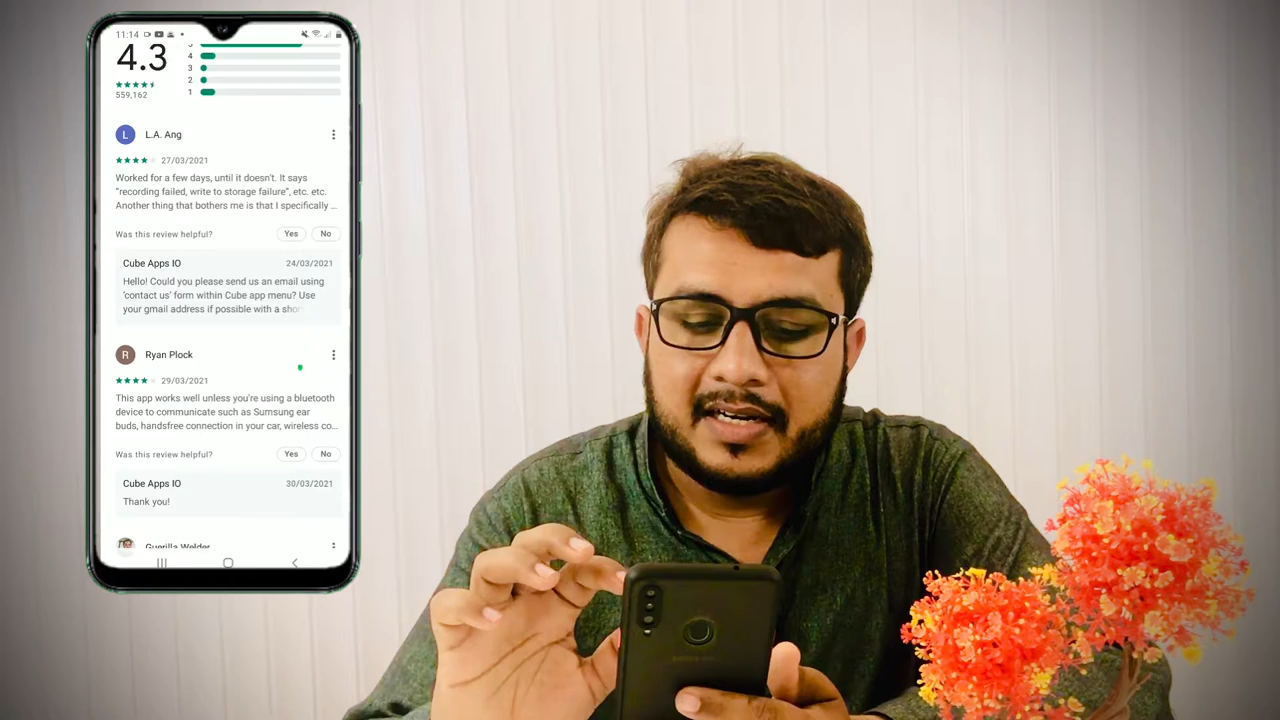 11:14
4.3
5
4
3
2
1
559,162
L
L.A. Ang
27/03/2021
Worked for a few days, until it doesn't. It says
"recording failed, write to storage failure", etc. etc.
Another thing that bothers me is that I specifically ...
Was this review helpful?
Yes
No
Cube Apps IO
24/03/2021
Hello! Could you please send us an email using
'contact us' form within Cube app menu? Use
your gmail address if possible with a shor
R
Ryan Plock
29/03/2021
This app works well unless you're using a bluetooth
device to communicate such as Sumsung ear
buds, handsfree connection in your car, wireless co...
Was this review helpful?
Yes
No
Cube Apps IO
30/03/2021
Thank you!
Guerilla Welder